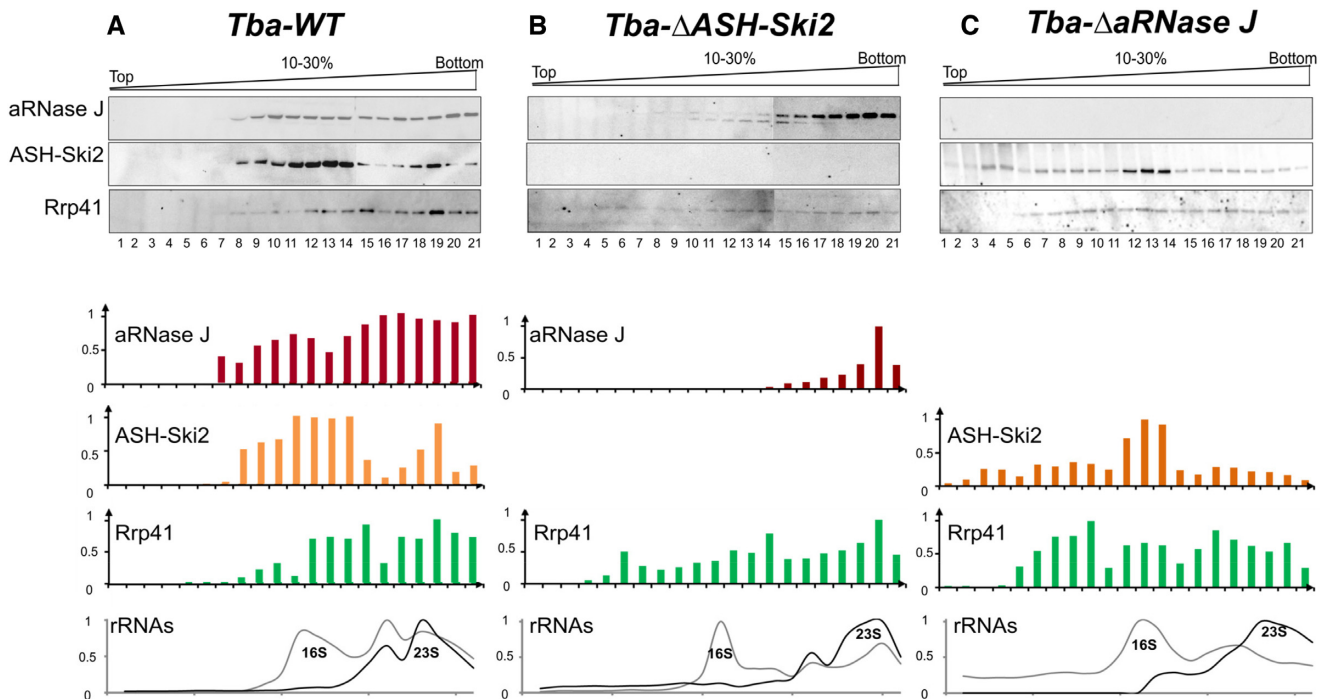 A Tba-WT
B Tba-ΔASH-Ski2
C Tba-ΔaRNase J
Top 10-30% Bottom
Top 10-30% Bottom
Top 10-30% Bottom
aRNase J
ASH-Ski2
Rrp41
1 2 3 4 5 6 7 8 9 10 11 12 13 14 15 16 17 18 19 20 21
1 2 3 4 5 6 7 8 9 10 11 12 13 14 15 16 17 18 19 20 21
1 2 3 4 5 6 7 8 9 10 11 12 13 14 15 16 17 18 19 20 21
1 0.5 0 aRNase J
1 0.5 0 aRNase J
1 0.5 0 ASH-Ski2
1 0.5 0 ASH-Ski2
1 0.5 0 Rrp41
1 0.5 0 Rrp41
1 0.5 0 Rrp41
1 0.5 0 rRNAs 16S 23S
1 0.5 0 rRNAs 16S 23S
1 0.5 0 rRNAs 16S 23S